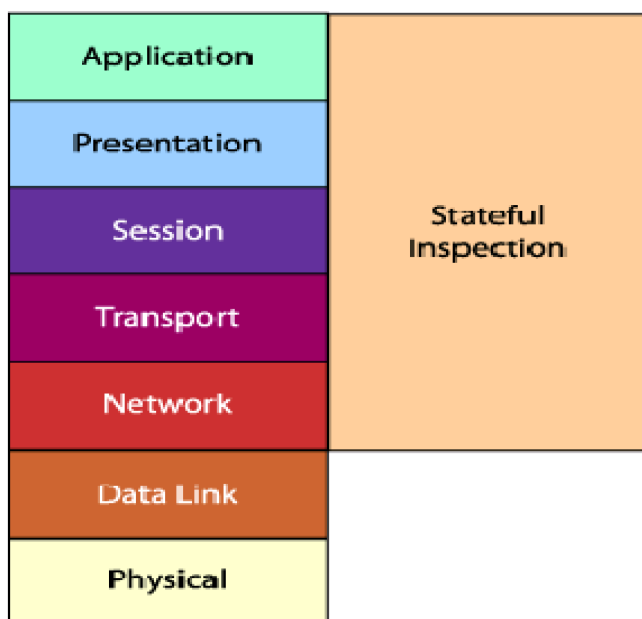 Application
Presentation
Session
Transport
Network
Data Link
Physical
Stateful
Inspection